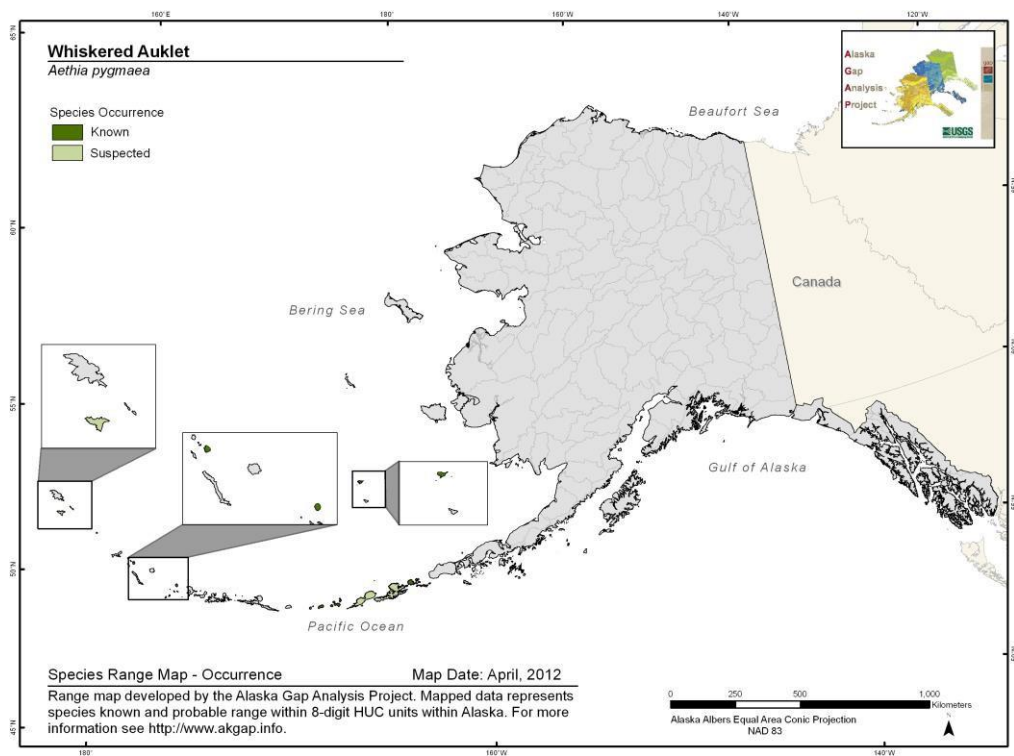 160°E
180°
160°W
140°W
120°W
65°N
Whiskered Auklet
Aethia pygmaea
Species Occurrence
Known
Suspected
Beaufort Sea
Alaska
Gap
Analysis
Project
USGS
65°N
60°N
Canada
Bering Sea
60°N
55°N
Gulf of Alaska
55°N
50°N
Pacific Ocean
50°N
Species Range Map - Occurrence
Map Date: April, 2012
Range map developed by the Alaska Gap Analysis Project. Mapped data represents
species known and probable range within 8-digit HUC units within Alaska. For more
information see http://www.akgap.info.
0 250 500 1,000
Kilometers
Alaska Albers Equal Area Conic Projection
NAD 83
N
45°N
180°
160°W
140°W